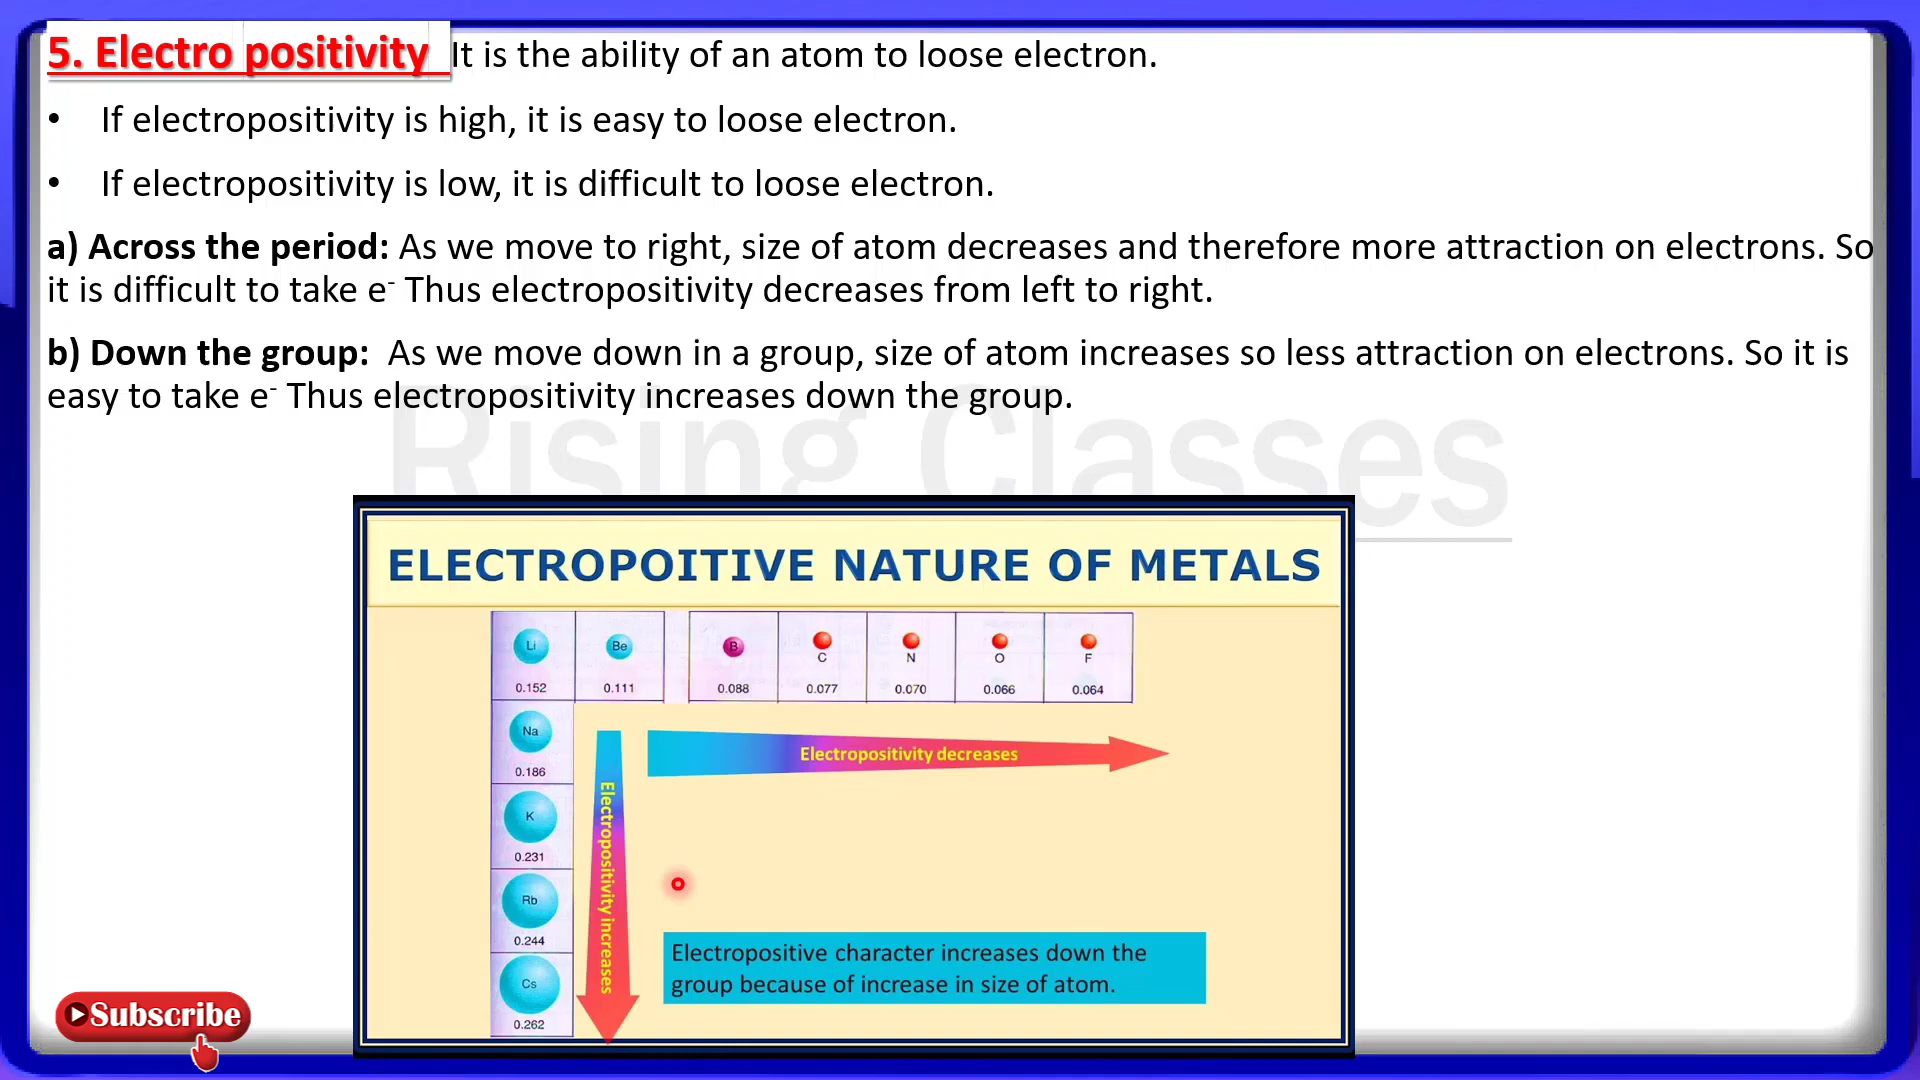 5. Electro positivity It is the ability of an atom to loose electron.
• If electropositivity is high, it is easy to loose electron.
• If electropositivity is low, it is difficult to loose electron.
a) Across the period: As we move to right, size of atom decreases and therefore more attraction on electrons. So
it is difficult to take e⁻ Thus electropositivity decreases from left to right.
b) Down the group: As we move down in a group, size of atom increases so less attraction on electrons. So it is
easy to take e⁻ Thus electropositivity increases down the group.
Rising Classes
ELECTROPOITIVE NATURE OF METALS
Li Be B C N O F
0.152 0.111 0.088 0.077 0.070 0.066 0.064
Na
0.186
Electropositivity decreases
K
0.231
Electropositivity increases
Rb
0.244
Electropositive character increases down the
group because of increase in size of atom.
Cs
0.262
Subscribe